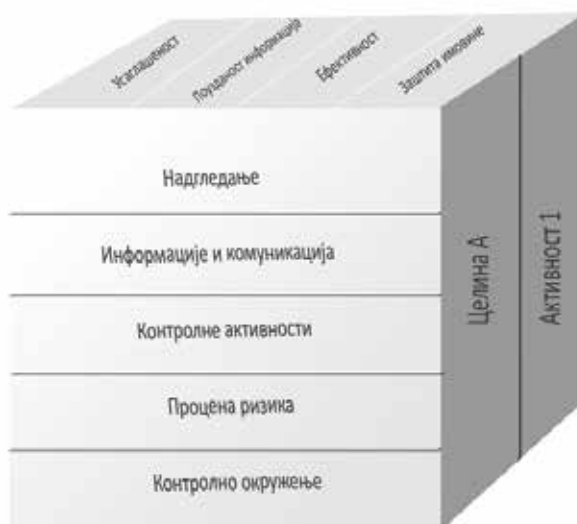 Усаглашеност
Поузданост информација
Ефективност
Заштита имовине
Надгледање
Информације и комуникација
Контролне активности
Процена ризика
Контролно окружење
Целина А
Активност 1